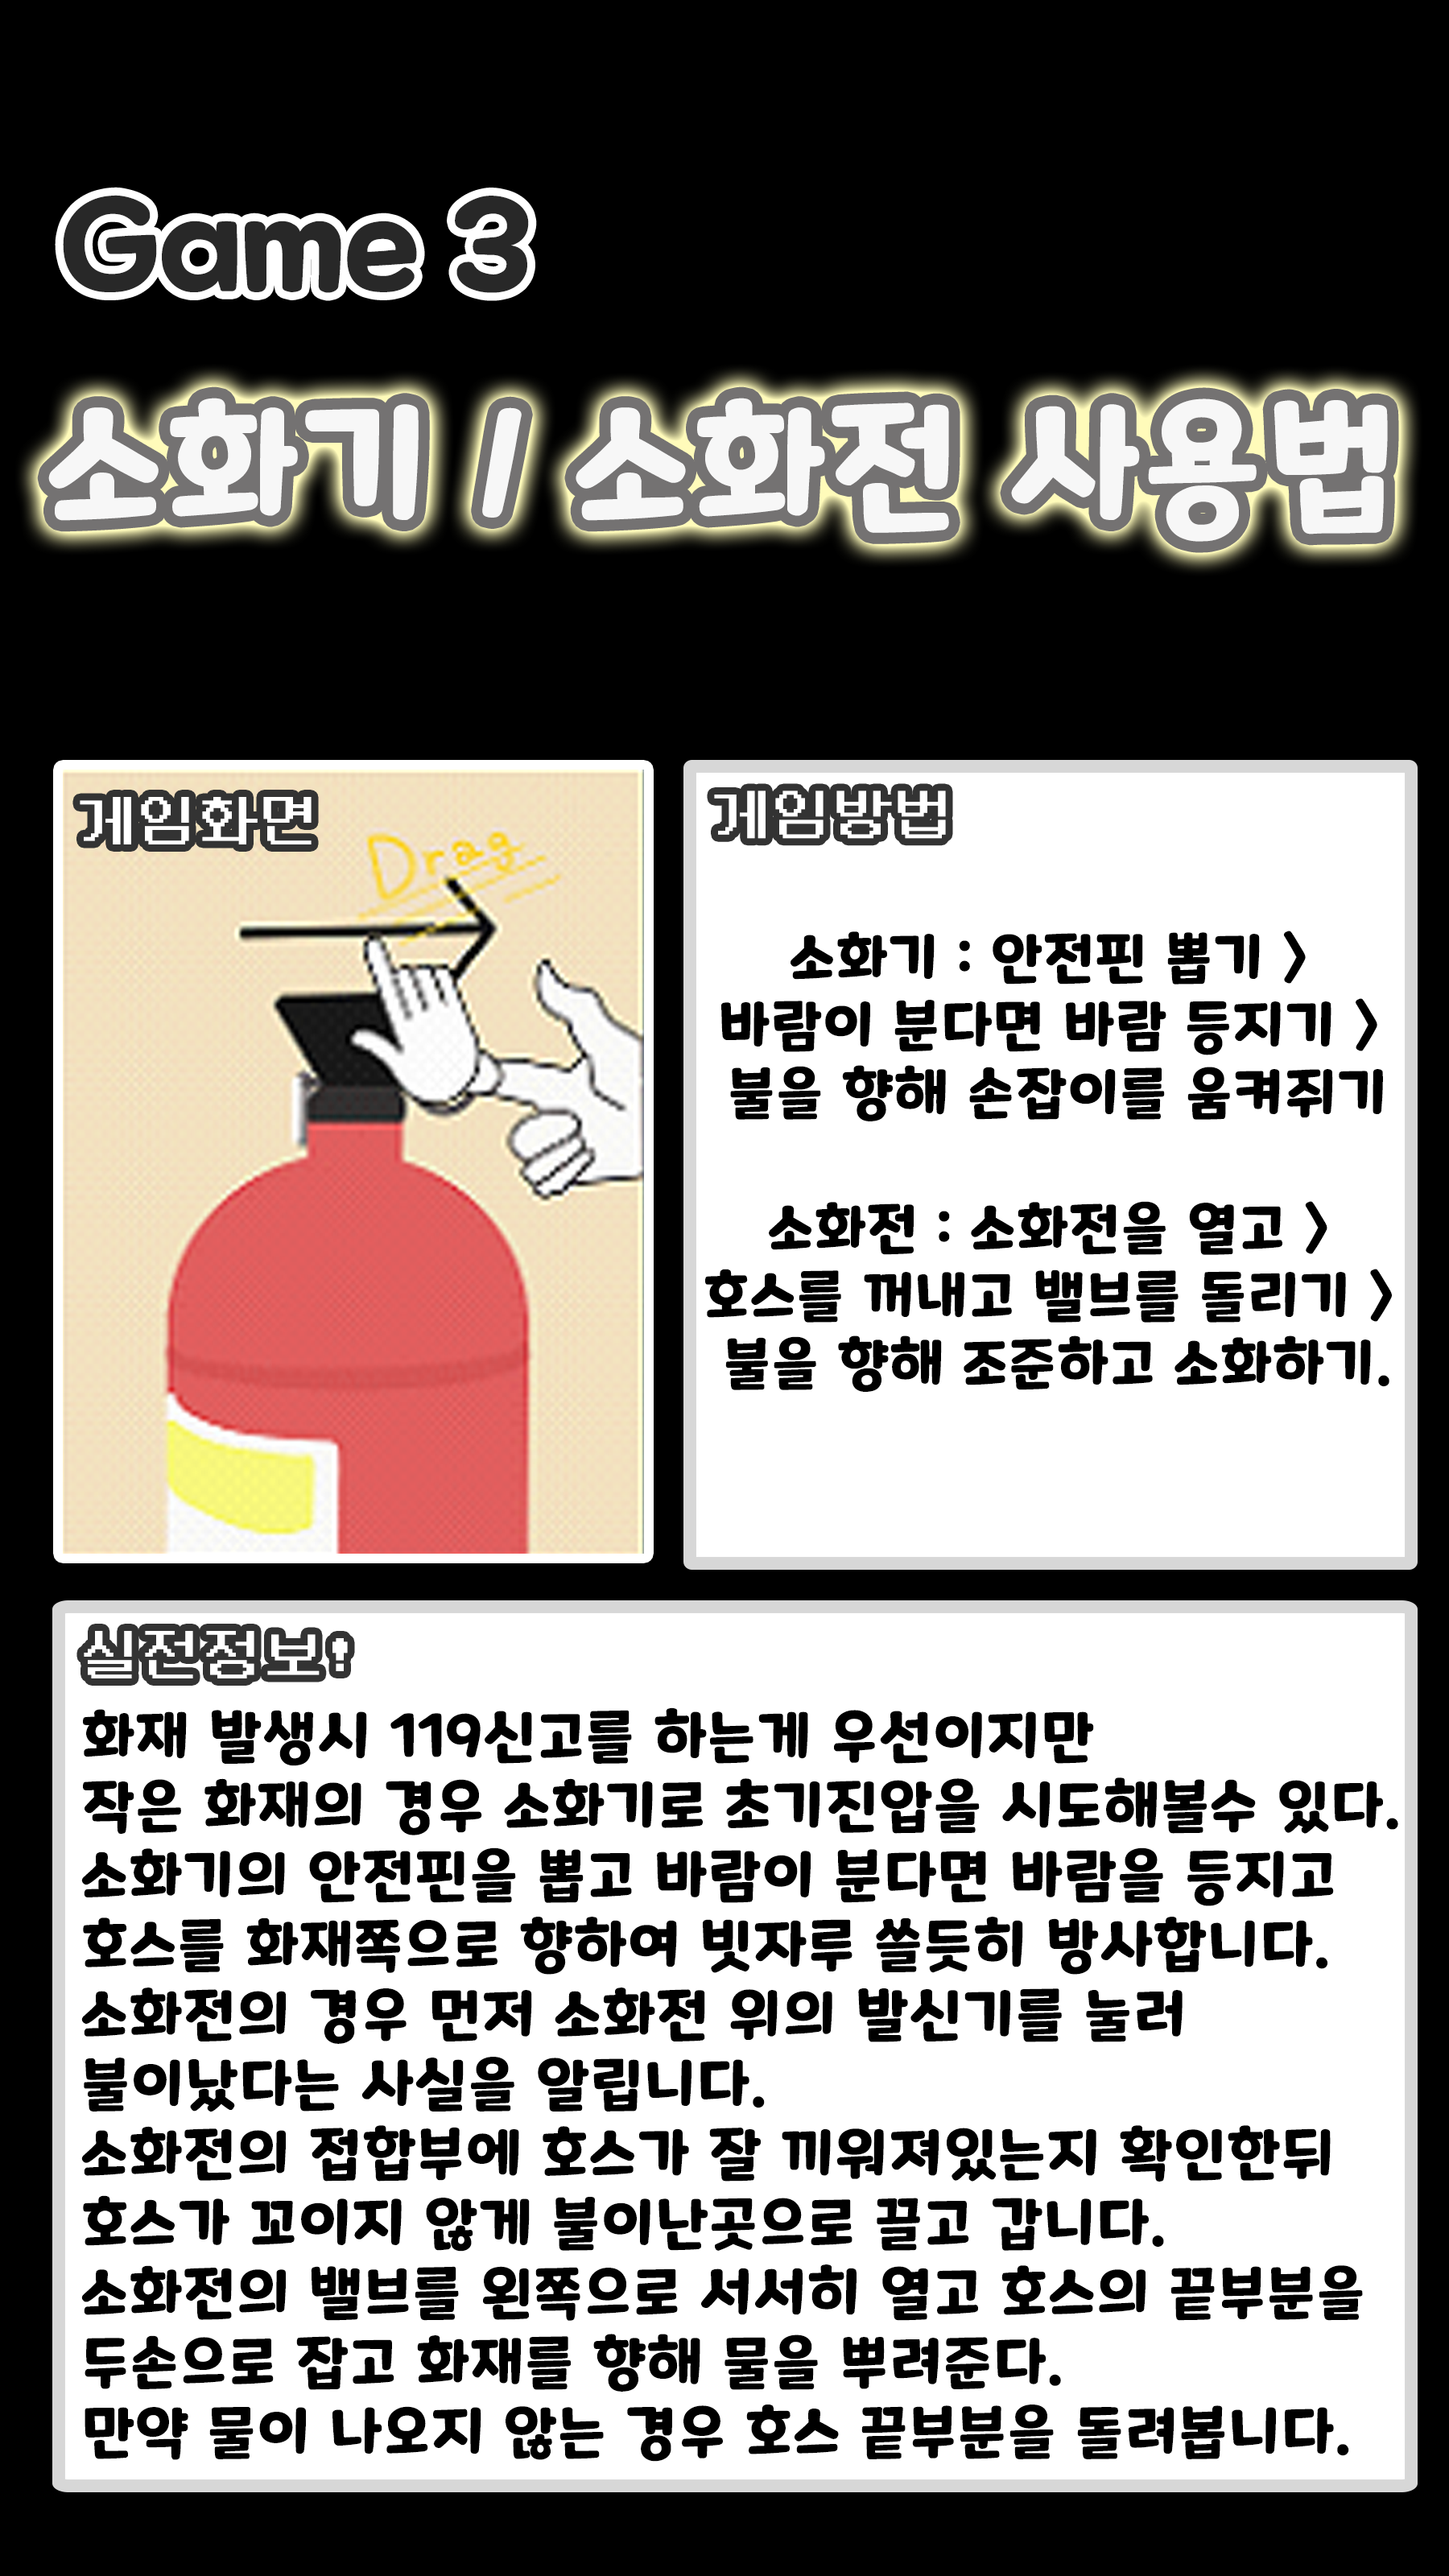 Game 3
소화기 / 소화전 사용법
게임화면
Drag
게임방법
소화기 : 안전핀 뽑기 >
바람이 분다면 바람 등지기 >
불을 향해 손잡이를 움켜쥐기
소화전 : 소화전을 열고 >
호스를 꺼내고 밸브를 돌리기 >
불을 향해 조준하고 소화하기.
실전정보!
화재 발생시 119신고를 하는게 우선이지만
작은 화재의 경우 소화기로 초기진압을 시도해볼수 있다.
소화기의 안전핀을 뽑고 바람이 분다면 바람을 등지고
호스를 화재쪽으로 향하여 빗자루 쓸듯히 방사합니다.
소화전의 경우 먼저 소화전 위의 발신기를 눌러
불이났다는 사실을 알립니다.
소화전의 접합부에 호스가 잘 끼워져있는지 확인한뒤
호스가 꼬이지 않게 불이난곳으로 끌고 갑니다.
소화전의 밸브를 왼쪽으로 서서히 열고 호스의 끝부분을
두손으로 잡고 화재를 향해 물을 뿌려준다.
만약 물이 나오지 않는 경우 호스 끝부분을 돌려봅니다.